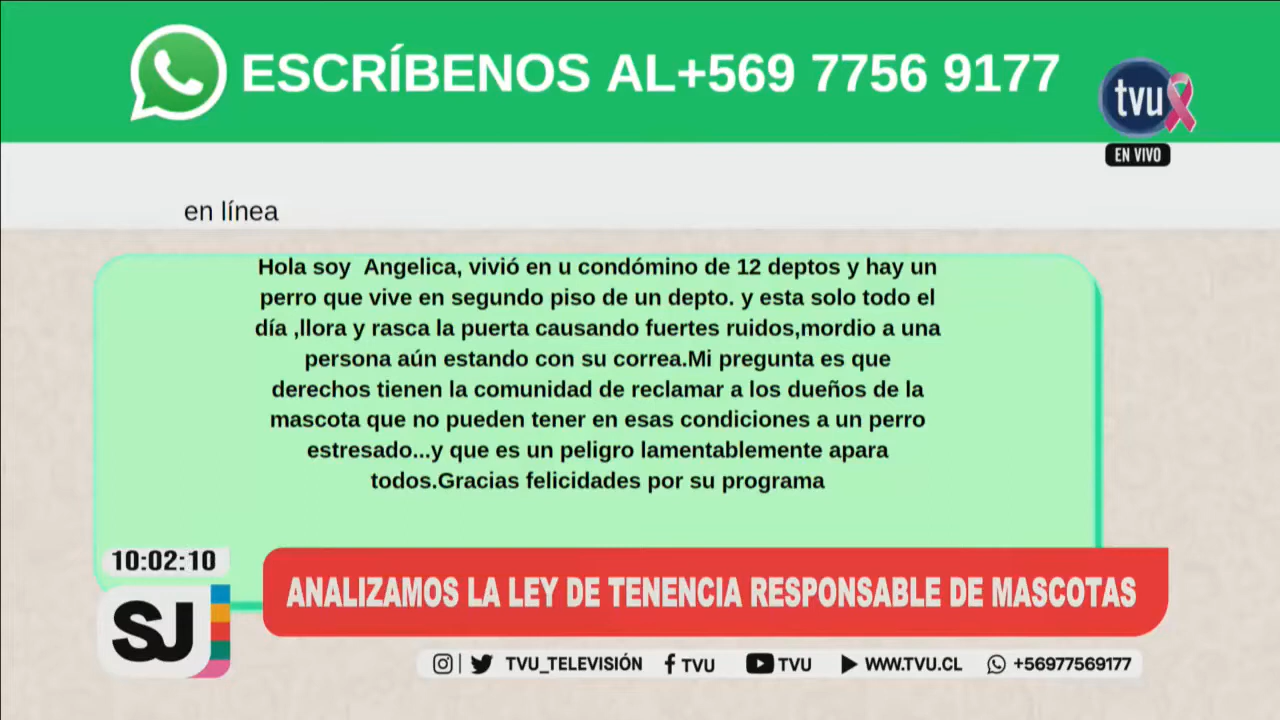 ESCRÍBENOS AL+569 7756 9177
tvu
EN VIVO
en línea
Hola soy  Angelica, vivió en u condómino de 12 deptos y hay un
perro que vive en segundo piso de un depto. y esta solo todo el
día ,llora y rasca la puerta causando fuertes ruidos,mordio a una
persona aún estando con su correa.Mi pregunta es que
derechos tienen la comunidad de reclamar a los dueños de la
mascota que no pueden tener en esas condiciones a un perro
estresado...y que es un peligro lamentablemente apara
todos.Gracias felicidades por su programa
10:02:10
SJ
ANALIZAMOS LA LEY DE TENENCIA RESPONSABLE DE MASCOTAS
TVU_TELEVISIÓN TVU TVU WWW.TVU.CL +56977569177